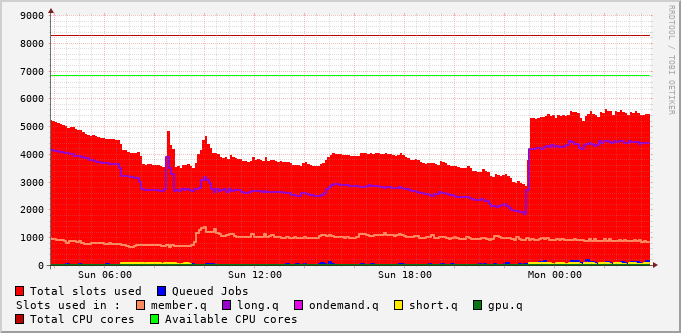 RRDTOOL / TOBI OETIKER
9000
8000
7000
6000
5000
4000
3000
2000
1000
0
Sun 06:00 Sun 12:00 Sun 18:00 Mon 00:00
Total slots used Queued Jobs
Slots used in : member.q long.q ondemand.q short.q gpu.q
Total CPU cores Available CPU cores